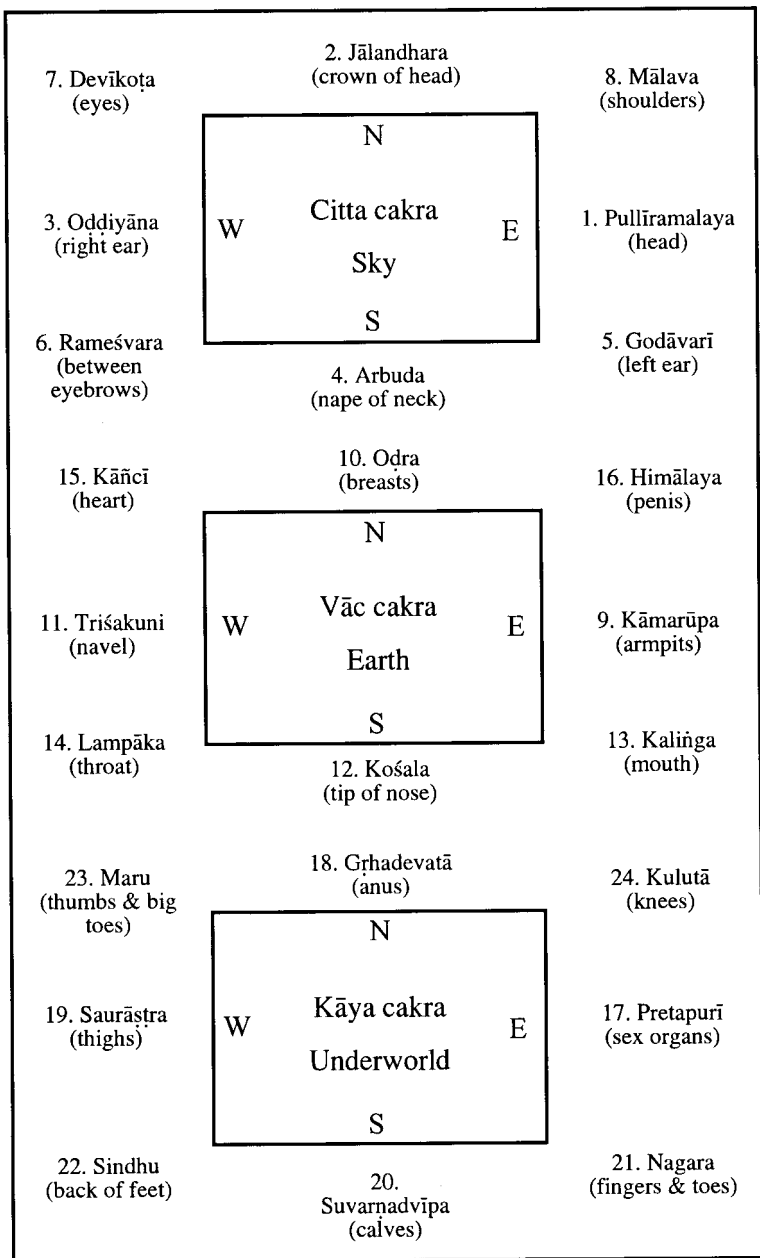 2. Jālandhara
(crown of head)
7. Devīkoṭa
(eyes)
8. Mālava
(shoulders)
N
Citta cakra
Sky
W
E
S
3. Oḍḍiyāna
(right ear)
1. Pullīramalaya
(head)
6. Rameśvara
(between
eyebrows)
5. Godāvarī
(left ear)
4. Arbuda
(nape of neck)
10. Oḍra
(breasts)
15. Kāñcī
(heart)
16. Himālaya
(penis)
N
Vāc cakra
Earth
W
E
S
11. Triśakuni
(navel)
9. Kāmarūpa
(armpits)
14. Lampāka
(throat)
13. Kaliṅga
(mouth)
12. Kośala
(tip of nose)
18. Gṛhadevatā
(anus)
23. Maru
(thumbs & big
toes)
24. Kulutā
(knees)
N
Kāya cakra
Underworld
W
E
S
19. Saurāṣṭra
(thighs)
17. Pretapurī
(sex organs)
22. Sindhu
(back of feet)
21. Nagara
(fingers & toes)
20.
Suvarṇadvīpa
(calves)